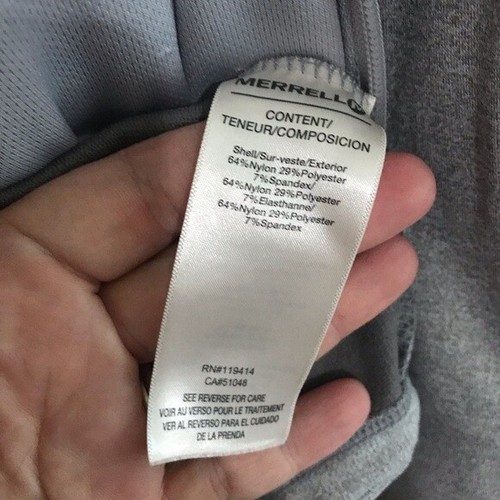 MERRELL
CONTENT/
TENEUR/COMPOSICION
Shell/Sur-veste/Exterior
64%Nylon 29%Polyester
7%Spandex/
64%Nylon 29%Polyester
7%Elasthanne/
64%Nylon 29%Polyester
7%Spandex
RN#119414
CA#51048
SEE REVERSE FOR CARE
VOIR AU VERSO POUR LE TRAITEMENT
VER AL REVERSO PARA EL CUIDADO
DE LA PRENDA